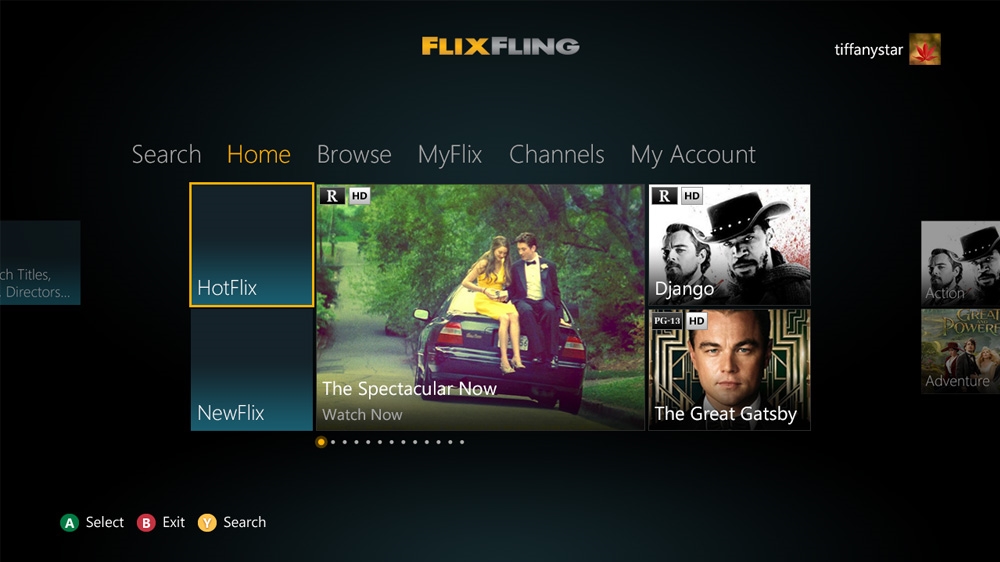 FLIXFLING
tiffanystar
Search Home Browse MyFlix Channels My Account
R HD
R HD
ch Titles,
Directors...
HotFlix
Django
Action
PG-13 HD
GREAT
POWERFUL
The Spectacular Now
Watch Now
Adventure
NewFlix
The Great Gatsby
A Select B Exit Y Search